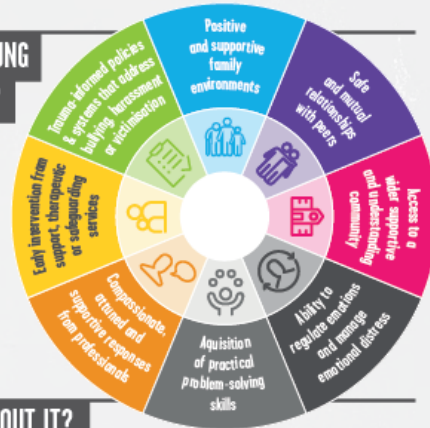 UNG
Positive
and supportive
family
environments
Safe
and mutual
relationships
with peers
Access to a
wider supportive
and understanding
community
Ability to
regulate emotions
and manage
emotional distress
Aquisition
of practical
problem-solving
skills
Compassionate,
attuned and
supportive responses
from professionals
Early intervention from
support, therapeutic
or safeguarding
services
Trauma-informed policies
& systems that address
bullying, harassment
or victimisation
OUT IT?